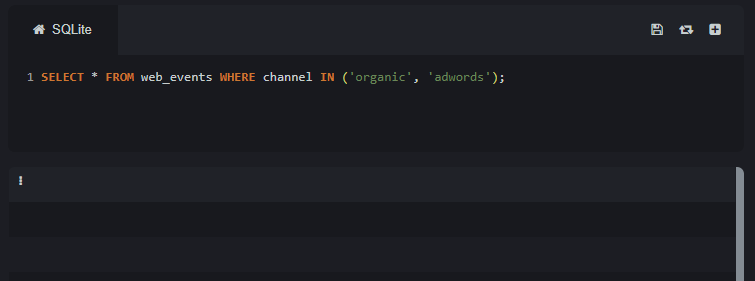 SQLite
1 SELECT * FROM web_events WHERE channel IN ('organic', 'adwords');